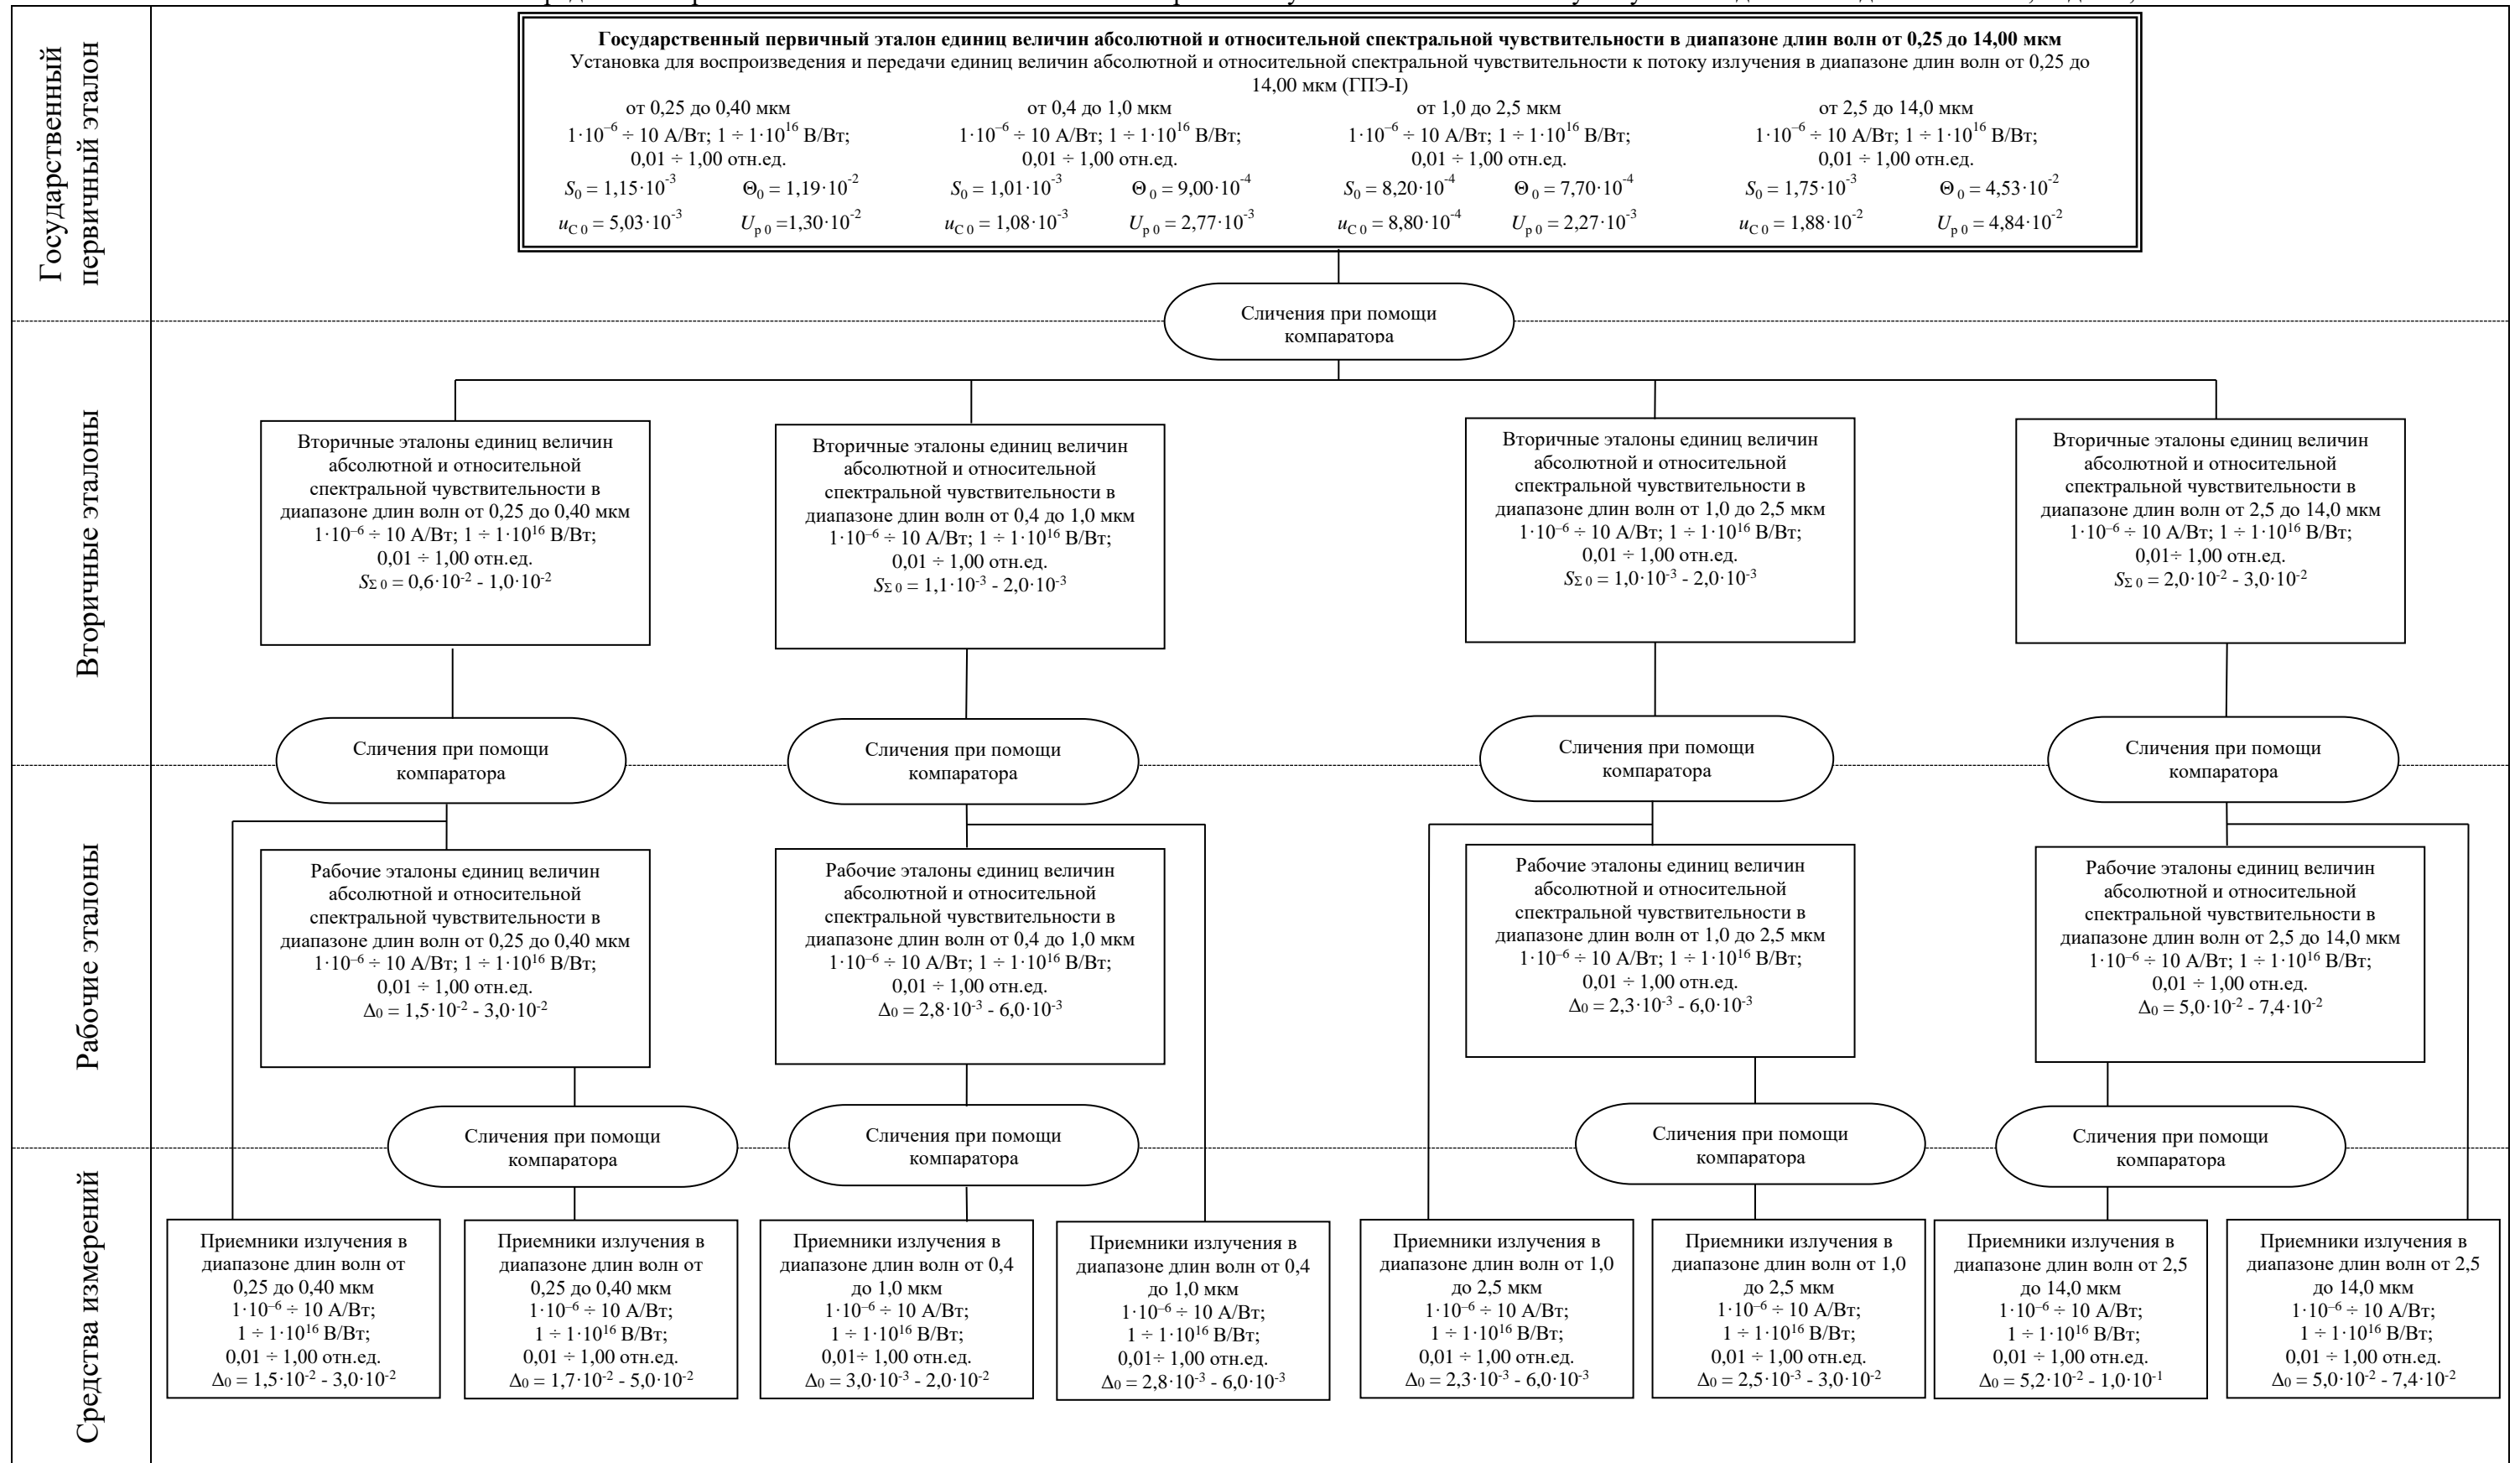 Государственный
первичный эталон
Государственный первичный эталон единиц величин абсолютной и относительной спектральной чувствительности в диапазоне длин волн от 0,25 до 14,00 мкм
Установка для воспроизведения и передачи единиц величин абсолютной и относительной спектральной чувствительности к потоку излучения в диапазоне длин волн от 0,25 до
14,00 мкм (ГПЭ-I)
от 0,25 до 0,40 мкм
1·10⁻⁶ ÷ 10 А/Вт; 1 ÷ 1·10¹⁶ В/Вт;
0,01 ÷ 1,00 отн.ед.
S₀ = 1,15·10⁻³ Θ₀ = 1,19·10⁻²
u_C 0 = 5,03·10⁻³ U_p 0 =1,30·10⁻²
от 0,4 до 1,0 мкм
1·10⁻⁶ ÷ 10 А/Вт; 1 ÷ 1·10¹⁶ В/Вт;
0,01 ÷ 1,00 отн.ед.
S₀ = 1,01·10⁻³ Θ ₀ = 9,00·10⁻⁴
u_C 0 = 1,08·10⁻³ U_p 0 = 2,77·10⁻³
от 1,0 до 2,5 мкм
1·10⁻⁶ ÷ 10 А/Вт; 1 ÷ 1·10¹⁶ В/Вт;
0,01 ÷ 1,00 отн.ед.
S₀ = 8,20·10⁻⁴ Θ ₀ = 7,70·10⁻⁴
u_C 0 = 8,80·10⁻⁴ U_p 0 = 2,27·10⁻³
от 2,5 до 14,0 мкм
1·10⁻⁶ ÷ 10 А/Вт; 1 ÷ 1·10¹⁶ В/Вт;
0,01 ÷ 1,00 отн.ед.
S₀ = 1,75·10⁻³ Θ ₀ = 4,53·10⁻²
u_C 0 = 1,88·10⁻² U_p 0 = 4,84·10⁻²
Сличения при помощи
компаратора
Вторичные эталоны
Вторичные эталоны единиц величин
абсолютной и относительной
спектральной чувствительности в
диапазоне длин волн от 0,25 до 0,40 мкм
1·10⁻⁶ ÷ 10 А/Вт; 1 ÷ 1·10¹⁶ В/Вт;
0,01 ÷ 1,00 отн.ед.
S_Σ 0 = 0,6·10⁻² - 1,0·10⁻²
Вторичные эталоны единиц величин
абсолютной и относительной
спектральной чувствительности в
диапазоне длин волн от 0,4 до 1,0 мкм
1·10⁻⁶ ÷ 10 А/Вт; 1 ÷ 1·10¹⁶ В/Вт;
0,01 ÷ 1,00 отн.ед.
S_Σ 0 = 1,1·10⁻³ - 2,0·10⁻³
Вторичные эталоны единиц величин
абсолютной и относительной
спектральной чувствительности в
диапазоне длин волн от 1,0 до 2,5 мкм
1·10⁻⁶ ÷ 10 А/Вт; 1 ÷ 1·10¹⁶ В/Вт;
0,01 ÷ 1,00 отн.ед.
S_Σ 0 = 1,0·10⁻³ - 2,0·10⁻³
Вторичные эталоны единиц величин
абсолютной и относительной
спектральной чувствительности в
диапазоне длин волн от 2,5 до 14,0 мкм
1·10⁻⁶ ÷ 10 А/Вт; 1 ÷ 1·10¹⁶ В/Вт;
0,01÷ 1,00 отн.ед.
S_Σ 0 = 2,0·10⁻² - 3,0·10⁻²
Сличения при помощи
компаратора
Сличения при помощи
компаратора
Сличения при помощи
компаратора
Сличения при помощи
компаратора
Рабочие эталоны
Рабочие эталоны единиц величин
абсолютной и относительной
спектральной чувствительности в
диапазоне длин волн от 0,25 до 0,40 мкм
1·10⁻⁶ ÷ 10 А/Вт; 1 ÷ 1·10¹⁶ В/Вт;
0,01 ÷ 1,00 отн.ед.
Δ₀ = 1,5·10⁻² - 3,0·10⁻²
Рабочие эталоны единиц величин
абсолютной и относительной
спектральной чувствительности в
диапазоне длин волн от 0,4 до 1,0 мкм
1·10⁻⁶ ÷ 10 А/Вт; 1 ÷ 1·10¹⁶ В/Вт;
0,01 ÷ 1,00 отн.ед.
Δ₀ = 2,8·10⁻³ - 6,0·10⁻³
Рабочие эталоны единиц величин
абсолютной и относительной
спектральной чувствительности в
диапазоне длин волн от 1,0 до 2,5 мкм
1·10⁻⁶ ÷ 10 А/Вт; 1 ÷ 1·10¹⁶ В/Вт;
0,01 ÷ 1,00 отн.ед.
Δ₀ = 2,3·10⁻³ - 6,0·10⁻³
Рабочие эталоны единиц величин
абсолютной и относительной
спектральной чувствительности в
диапазоне длин волн от 2,5 до 14,0 мкм
1·10⁻⁶ ÷ 10 А/Вт; 1 ÷ 1·10¹⁶ В/Вт;
0,01 ÷ 1,00 отн.ед.
Δ₀ = 5,0·10⁻² - 7,4·10⁻²
Сличения при помощи
компаратора
Сличения при помощи
компаратора
Сличения при помощи
компаратора
Сличения при помощи
компаратора
Средства измерений
Приемники излучения в
диапазоне длин волн от
0,25 до 0,40 мкм
1·10⁻⁶ ÷ 10 А/Вт;
1 ÷ 1·10¹⁶ В/Вт;
0,01 ÷ 1,00 отн.ед.
Δ₀ = 1,5·10⁻² - 3,0·10⁻²
Приемники излучения в
диапазоне длин волн от
0,25 до 0,40 мкм
1·10⁻⁶ ÷ 10 А/Вт;
1 ÷ 1·10¹⁶ В/Вт;
0,01 ÷ 1,00 отн.ед.
Δ₀ = 1,7·10⁻² - 5,0·10⁻²
Приемники излучения в
диапазоне длин волн от 0,4
до 1,0 мкм
1·10⁻⁶ ÷ 10 А/Вт;
1 ÷ 1·10¹⁶ В/Вт;
0,01÷ 1,00 отн.ед.
Δ₀ = 3,0·10⁻³ - 2,0·10⁻²
Приемники излучения в
диапазоне длин волн от 0,4
до 1,0 мкм
1·10⁻⁶ ÷ 10 А/Вт;
1 ÷ 1·10¹⁶ В/Вт;
0,01÷ 1,00 отн.ед.
Δ₀ = 2,8·10⁻³ - 6,0·10⁻³
Приемники излучения в
диапазоне длин волн от 1,0
до 2,5 мкм
1·10⁻⁶ ÷ 10 А/Вт;
1 ÷ 1·10¹⁶ В/Вт;
0,01 ÷ 1,00 отн.ед.
Δ₀ = 2,3·10⁻³ - 6,0·10⁻³
Приемники излучения в
диапазоне длин волн от 1,0
до 2,5 мкм
1·10⁻⁶ ÷ 10 А/Вт;
1 ÷ 1·10¹⁶ В/Вт;
0,01 ÷ 1,00 отн.ед.
Δ₀ = 2,5·10⁻³ - 3,0·10⁻²
Приемники излучения в
диапазоне длин волн от 2,5
до 14,0 мкм
1·10⁻⁶ ÷ 10 А/Вт;
1 ÷ 1·10¹⁶ В/Вт;
0,01 ÷ 1,00 отн.ед.
Δ₀ = 5,2·10⁻² - 1,0·10⁻¹
Приемники излучения в
диапазоне длин волн от 2,5
до 14,0 мкм
1·10⁻⁶ ÷ 10 А/Вт;
1 ÷ 1·10¹⁶ В/Вт;
0,01 ÷ 1,00 отн.ед.
Δ₀ = 5,0·10⁻² - 7,4·10⁻²